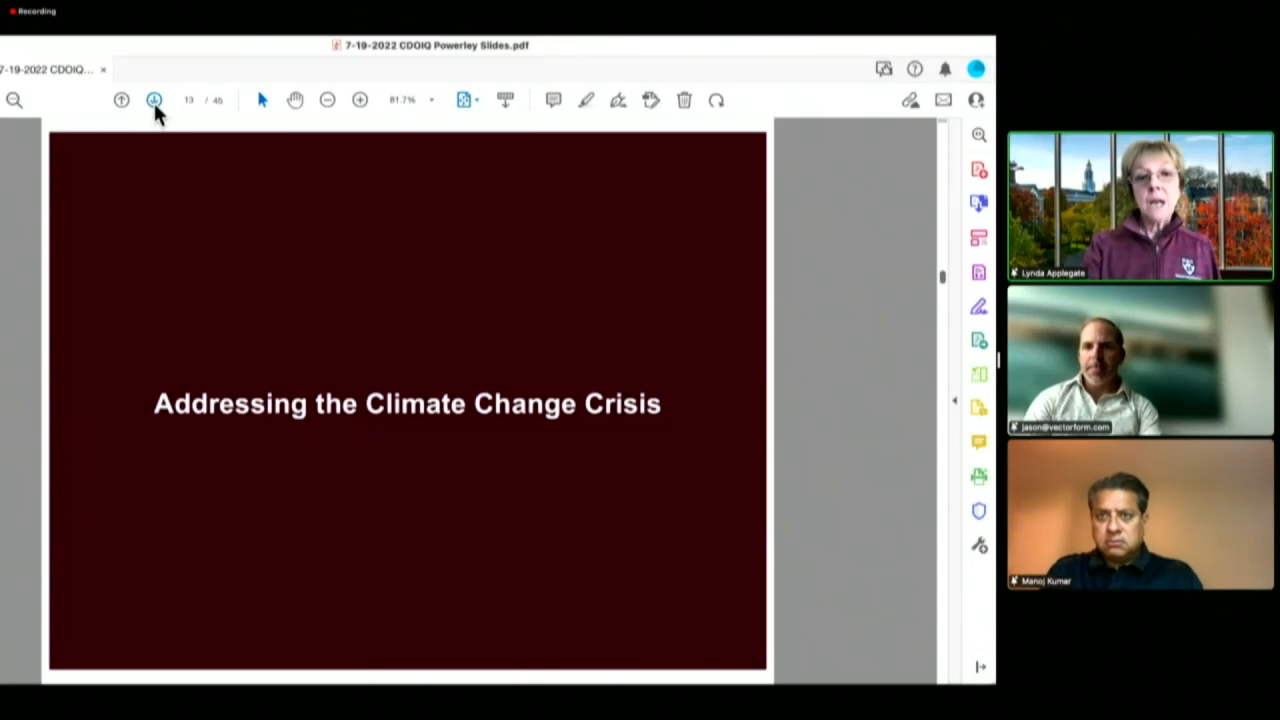 Recording
7-19-2022 CDOIQ Powerley Slides.pdf
7-19-2022 CDOIQ... ×
13 / 45
81.7%
Addressing the Climate Change Crisis
Lynda Applegate
jason@vectorform.com
Manoj Kumar